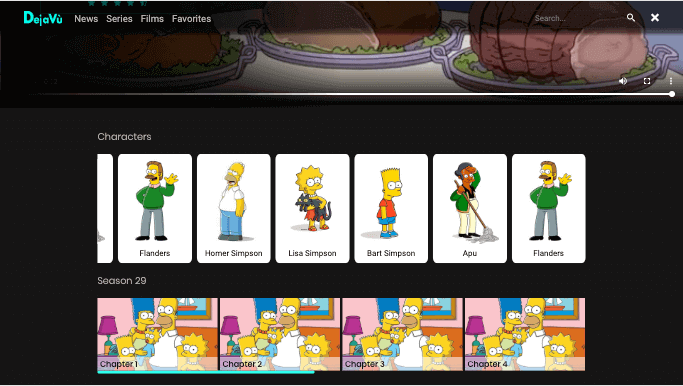 DejaVù News Series Films Favorites Search...
Characters
Flanders Homer Simpson Lisa Simpson Bart Simpson Apu Flanders
Season 29
Chapter 1 Chapter 2 Chapter 3 Chapter 4